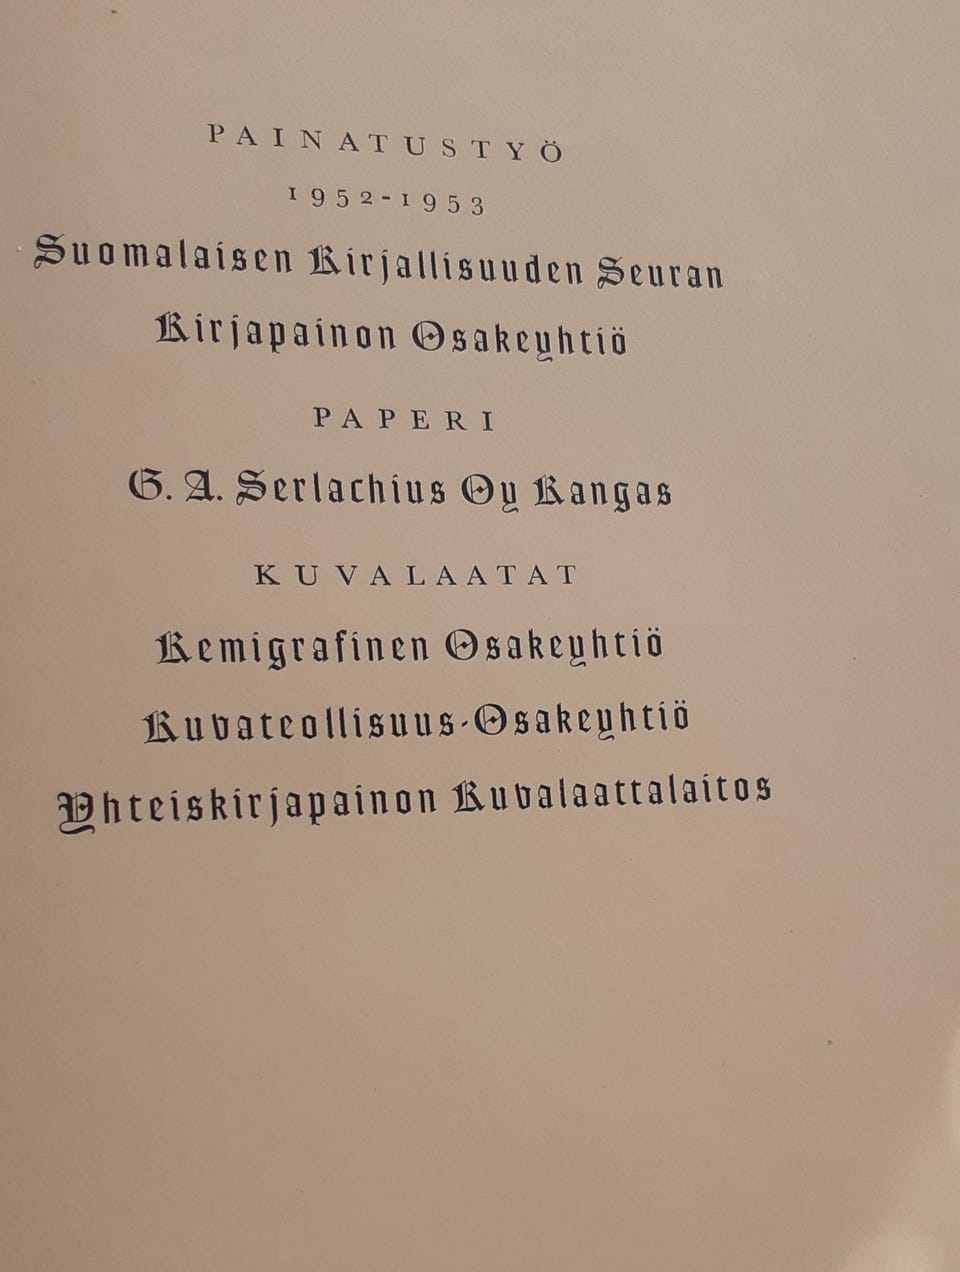 PAINATUSTYÖ
1952-1953
Suomalaisen Kirjallisuuden Seuran
Kirjapainon Osakeyhtiö
PAPERI
G. A. Serlachius Oy Kangas
KUVALAATAT
Kemigrafinen Osakeyhtiö
Kuvateollisuus-Osakeyhtiö
Yhteiskirjapainon Kuvalaattalaitos